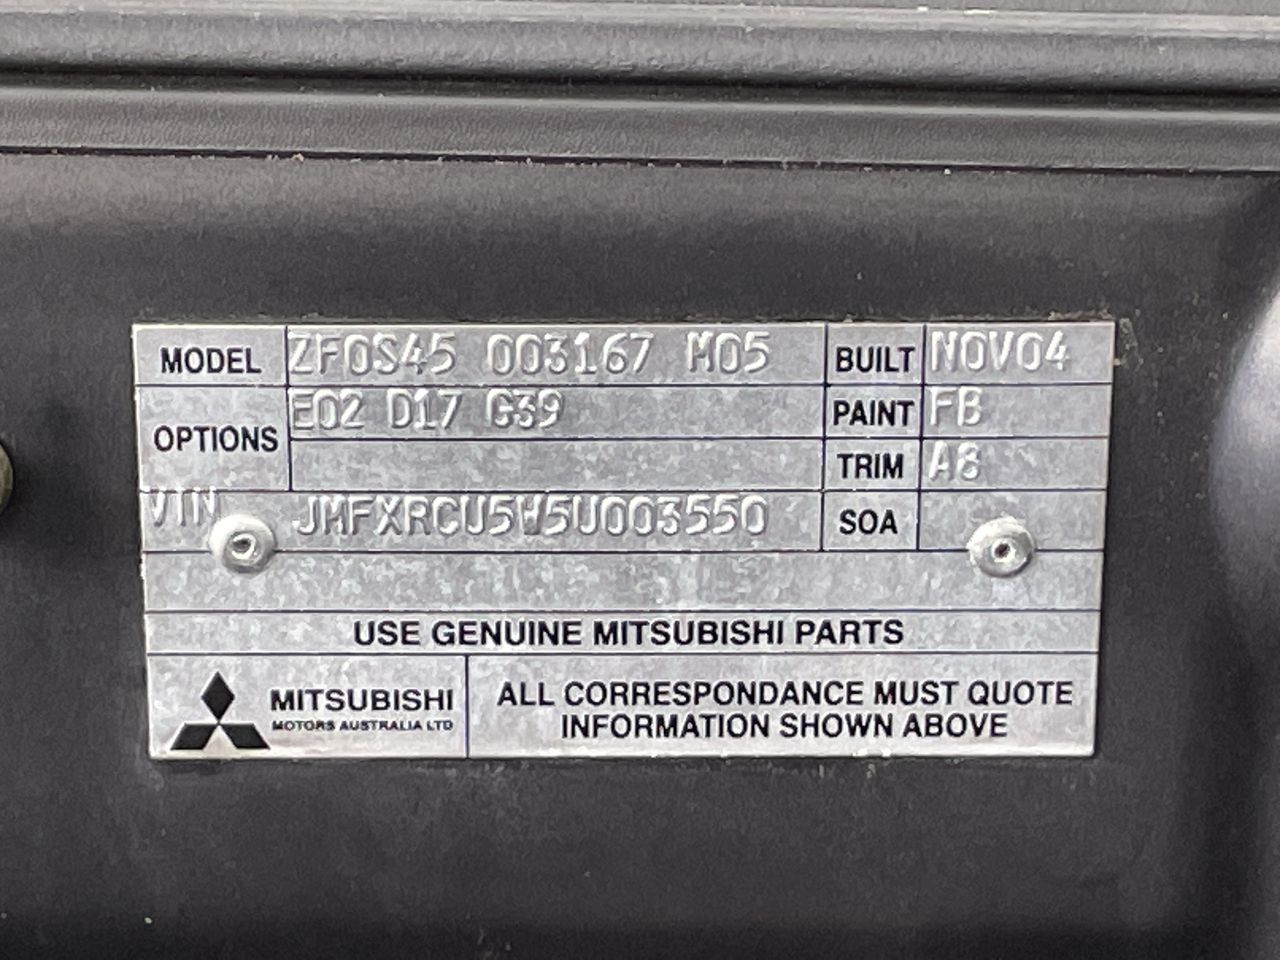 MODEL ZF0S45 003167 M05 BUILT NOV04
OPTIONS E02 D17 G39 PAINT FB
TRIM A8
VIN JMFXRCU5W5U003550 SOA
USE GENUINE MITSUBISHI PARTS
MITSUBISHI
MOTORS AUSTRALIA LTD
ALL CORRESPONDANCE MUST QUOTE
INFORMATION SHOWN ABOVE